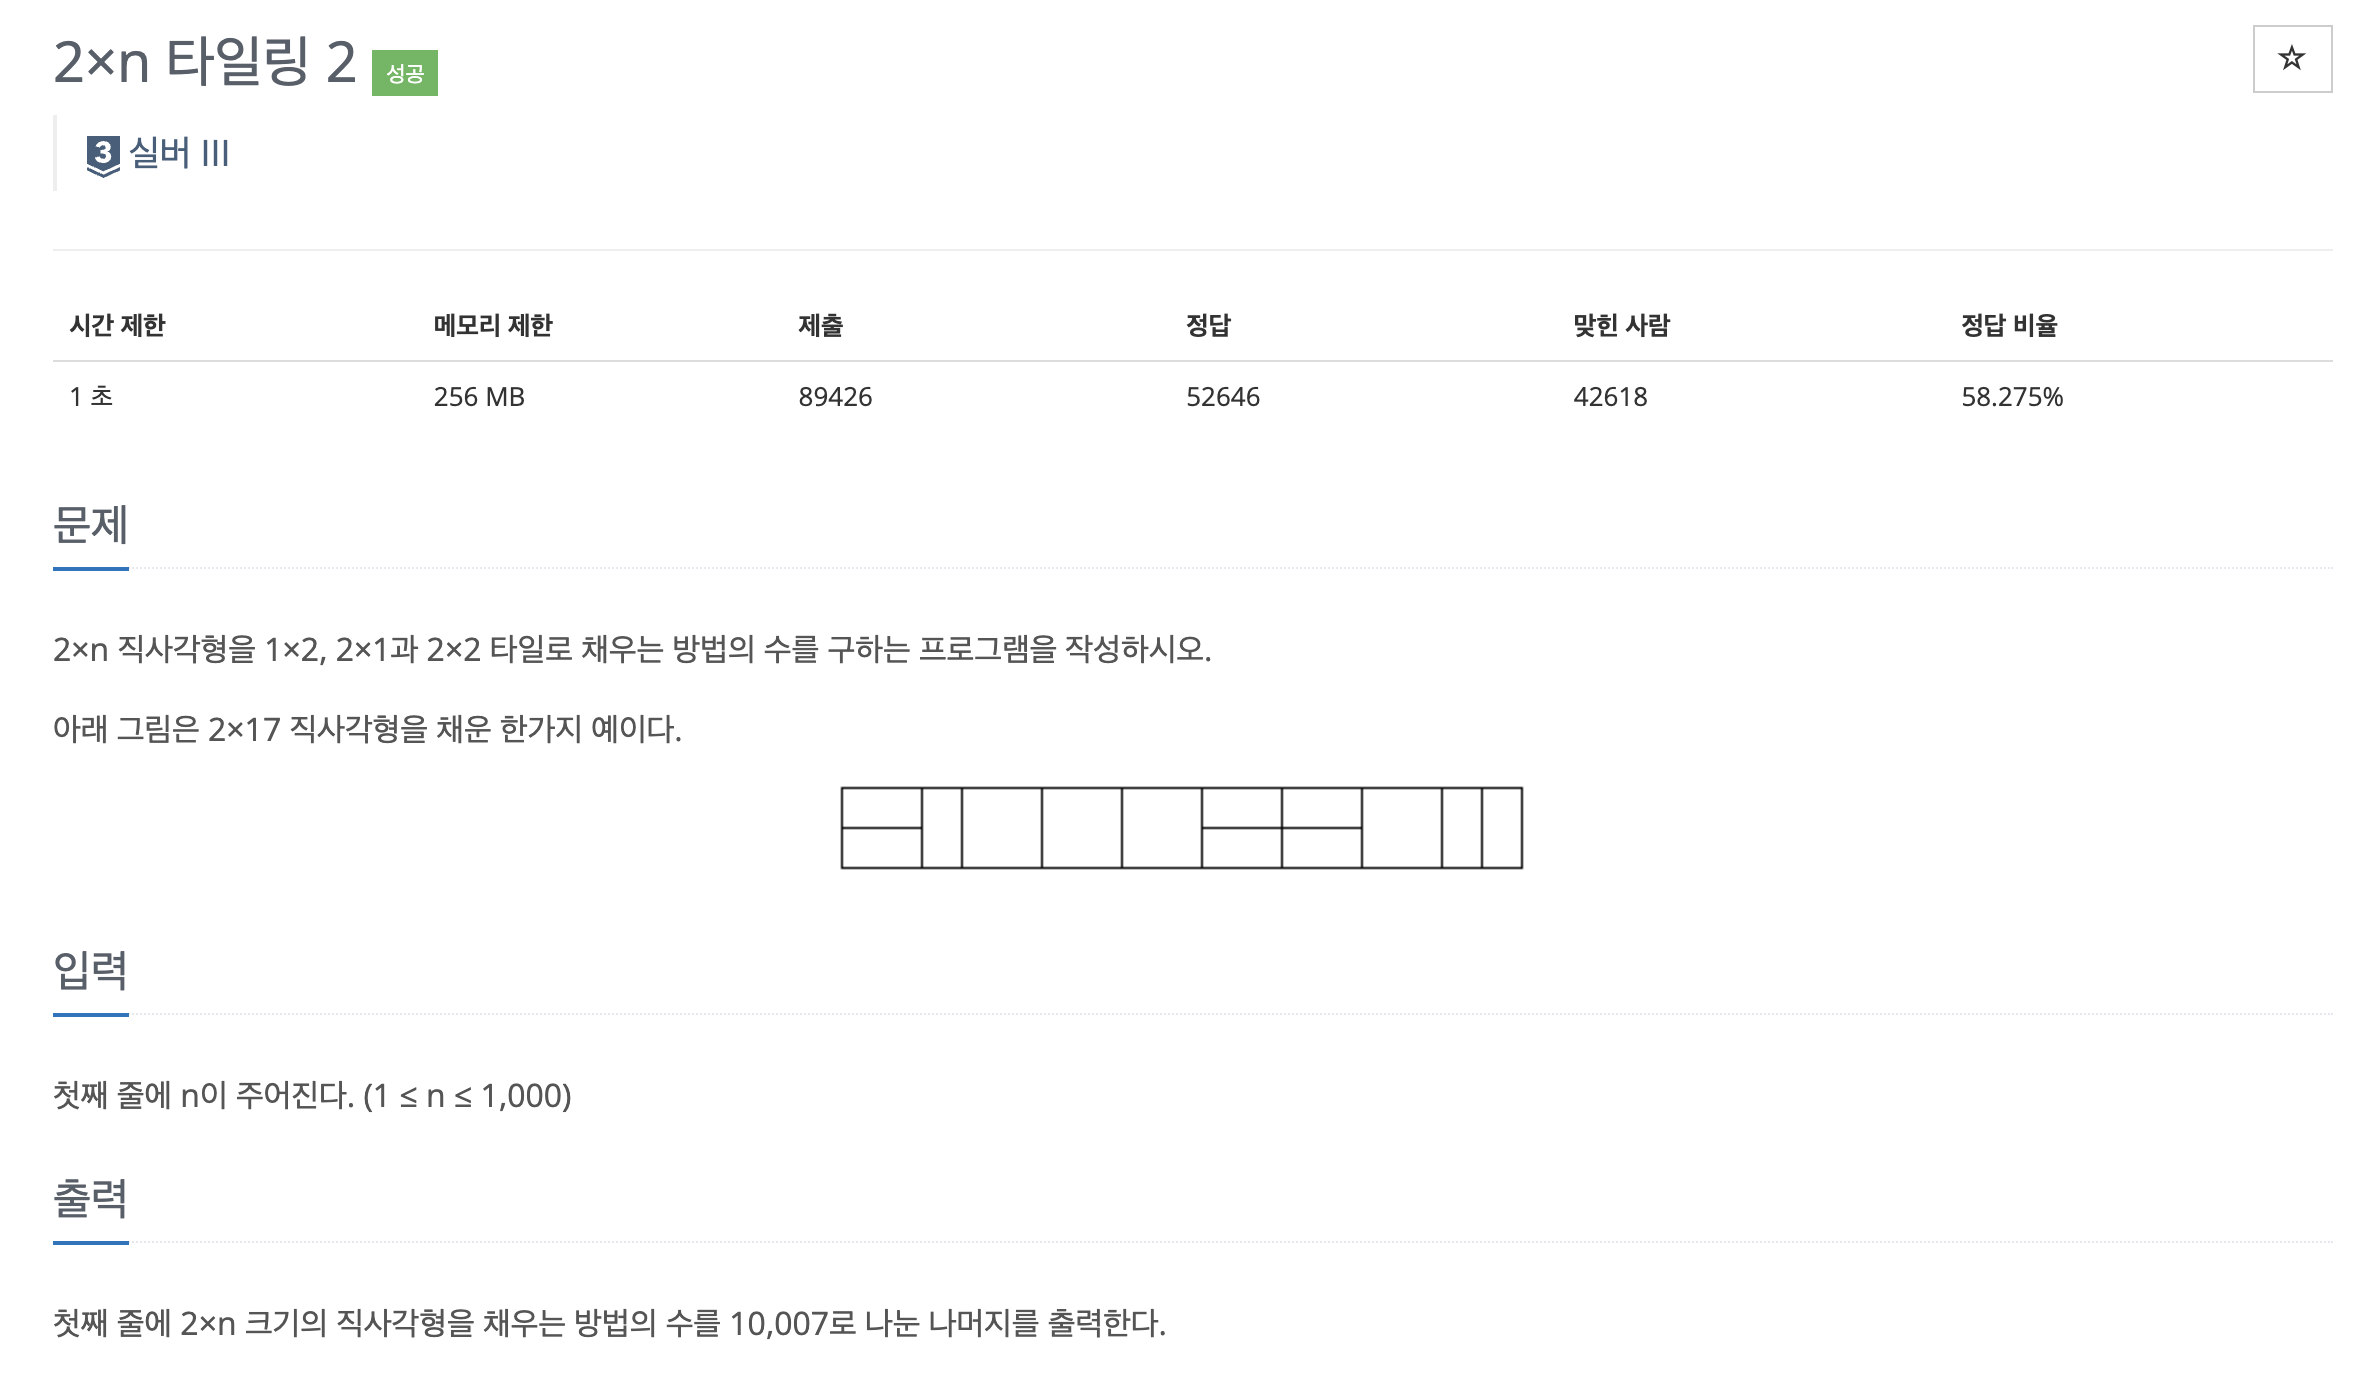 2×n 타일링 2 성공
3 실버 III
시간 제한 메모리 제한 제출 정답 맞힌 사람 정답 비율
1 초 256 MB 89426 52646 42618 58.275%
문제
2×n 직사각형을 1×2, 2×1과 2×2 타일로 채우는 방법의 수를 구하는 프로그램을 작성하시오.
아래 그림은 2×17 직사각형을 채운 한가지 예이다.
입력
첫째 줄에 n이 주어진다. (1 ≤ n ≤ 1,000)
출력
첫째 줄에 2×n 크기의 직사각형을 채우는 방법의 수를 10,007로 나눈 나머지를 출력한다.